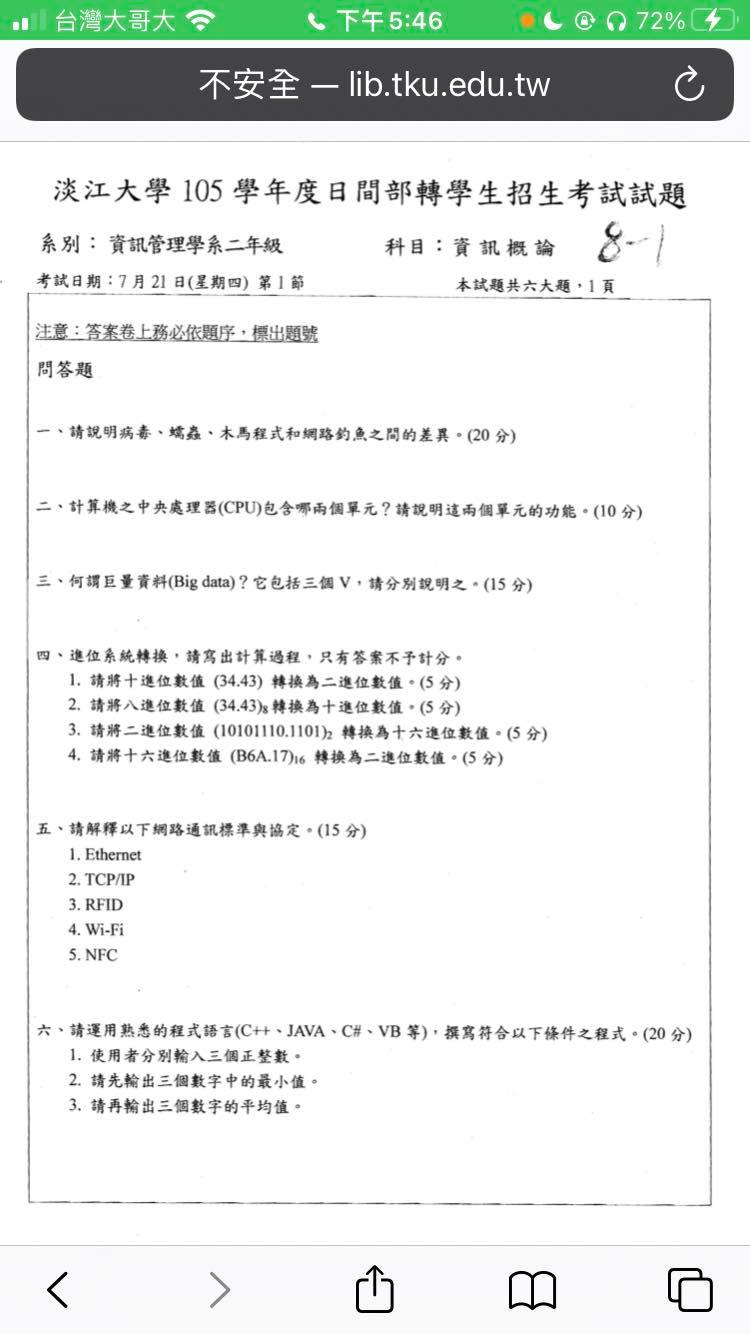 台灣大哥大 下午5:46 72%
不安全 — lib.tku.edu.tw
淡江大學 105 學年度日間部轉學生招生考試試題
系別：資訊管理學系二年級 科目：資訊概論 8-1
考試日期：7月21日(星期四) 第1節 本試題共六大題，1頁
注意：答案卷上務必依題序，標出題號
問答題
一、請說明病毒、蠕蟲、木馬程式和網路釣魚之間的差異。(20 分)
二、計算機之中央處理器(CPU)包含哪兩個單元？請說明這兩個單元的功能。(10 分)
三、何謂巨量資料(Big data)？它包括三個 V，請分別說明之。(15 分)
四、進位系統轉換，請寫出計算過程，只有答案不予計分。
1. 請將十進位數值 (34.43) 轉換為二進位數值。(5 分)
2. 請將八進位數值 (34.43)₈ 轉換為十進位數值。(5 分)
3. 請將二進位數值 (10101110.1101)₂ 轉換為十六進位數值。(5 分)
4. 請將十六進位數值 (B6A.17)₁₆ 轉換為二進位數值。(5 分)
五、請解釋以下網路通訊標準與協定。(15 分)
1. Ethernet
2. TCP/IP
3. RFID
4. Wi-Fi
5. NFC
六、請運用熟悉的程式語言(C++、JAVA、C#、VB 等)，撰寫符合以下條件之程式。(20 分)
1. 使用者分別輸入三個正整數。
2. 請先輸出三個數字中的最小值。
3. 請再輸出三個數字的平均值。